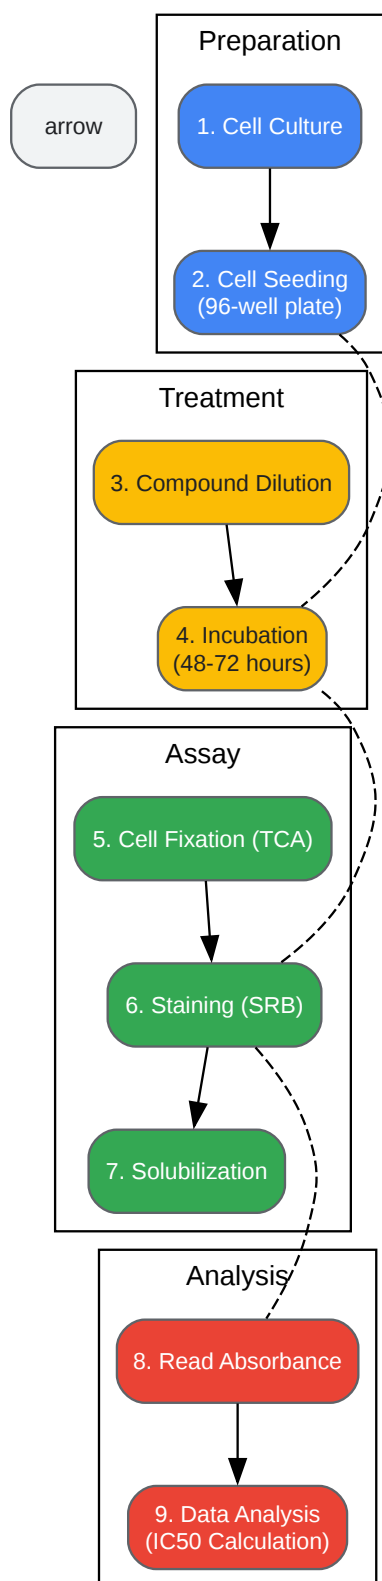 Preparation
arrow
1. Cell Culture
2. Cell Seeding
(96-well plate)
Treatment
3. Compound Dilution
4. Incubation
(48-72 hours)
Assay
5. Cell Fixation (TCA)
6. Staining (SRB)
7. Solubilization
Analysis
8. Read Absorbance
9. Data Analysis
(IC50 Calculation)